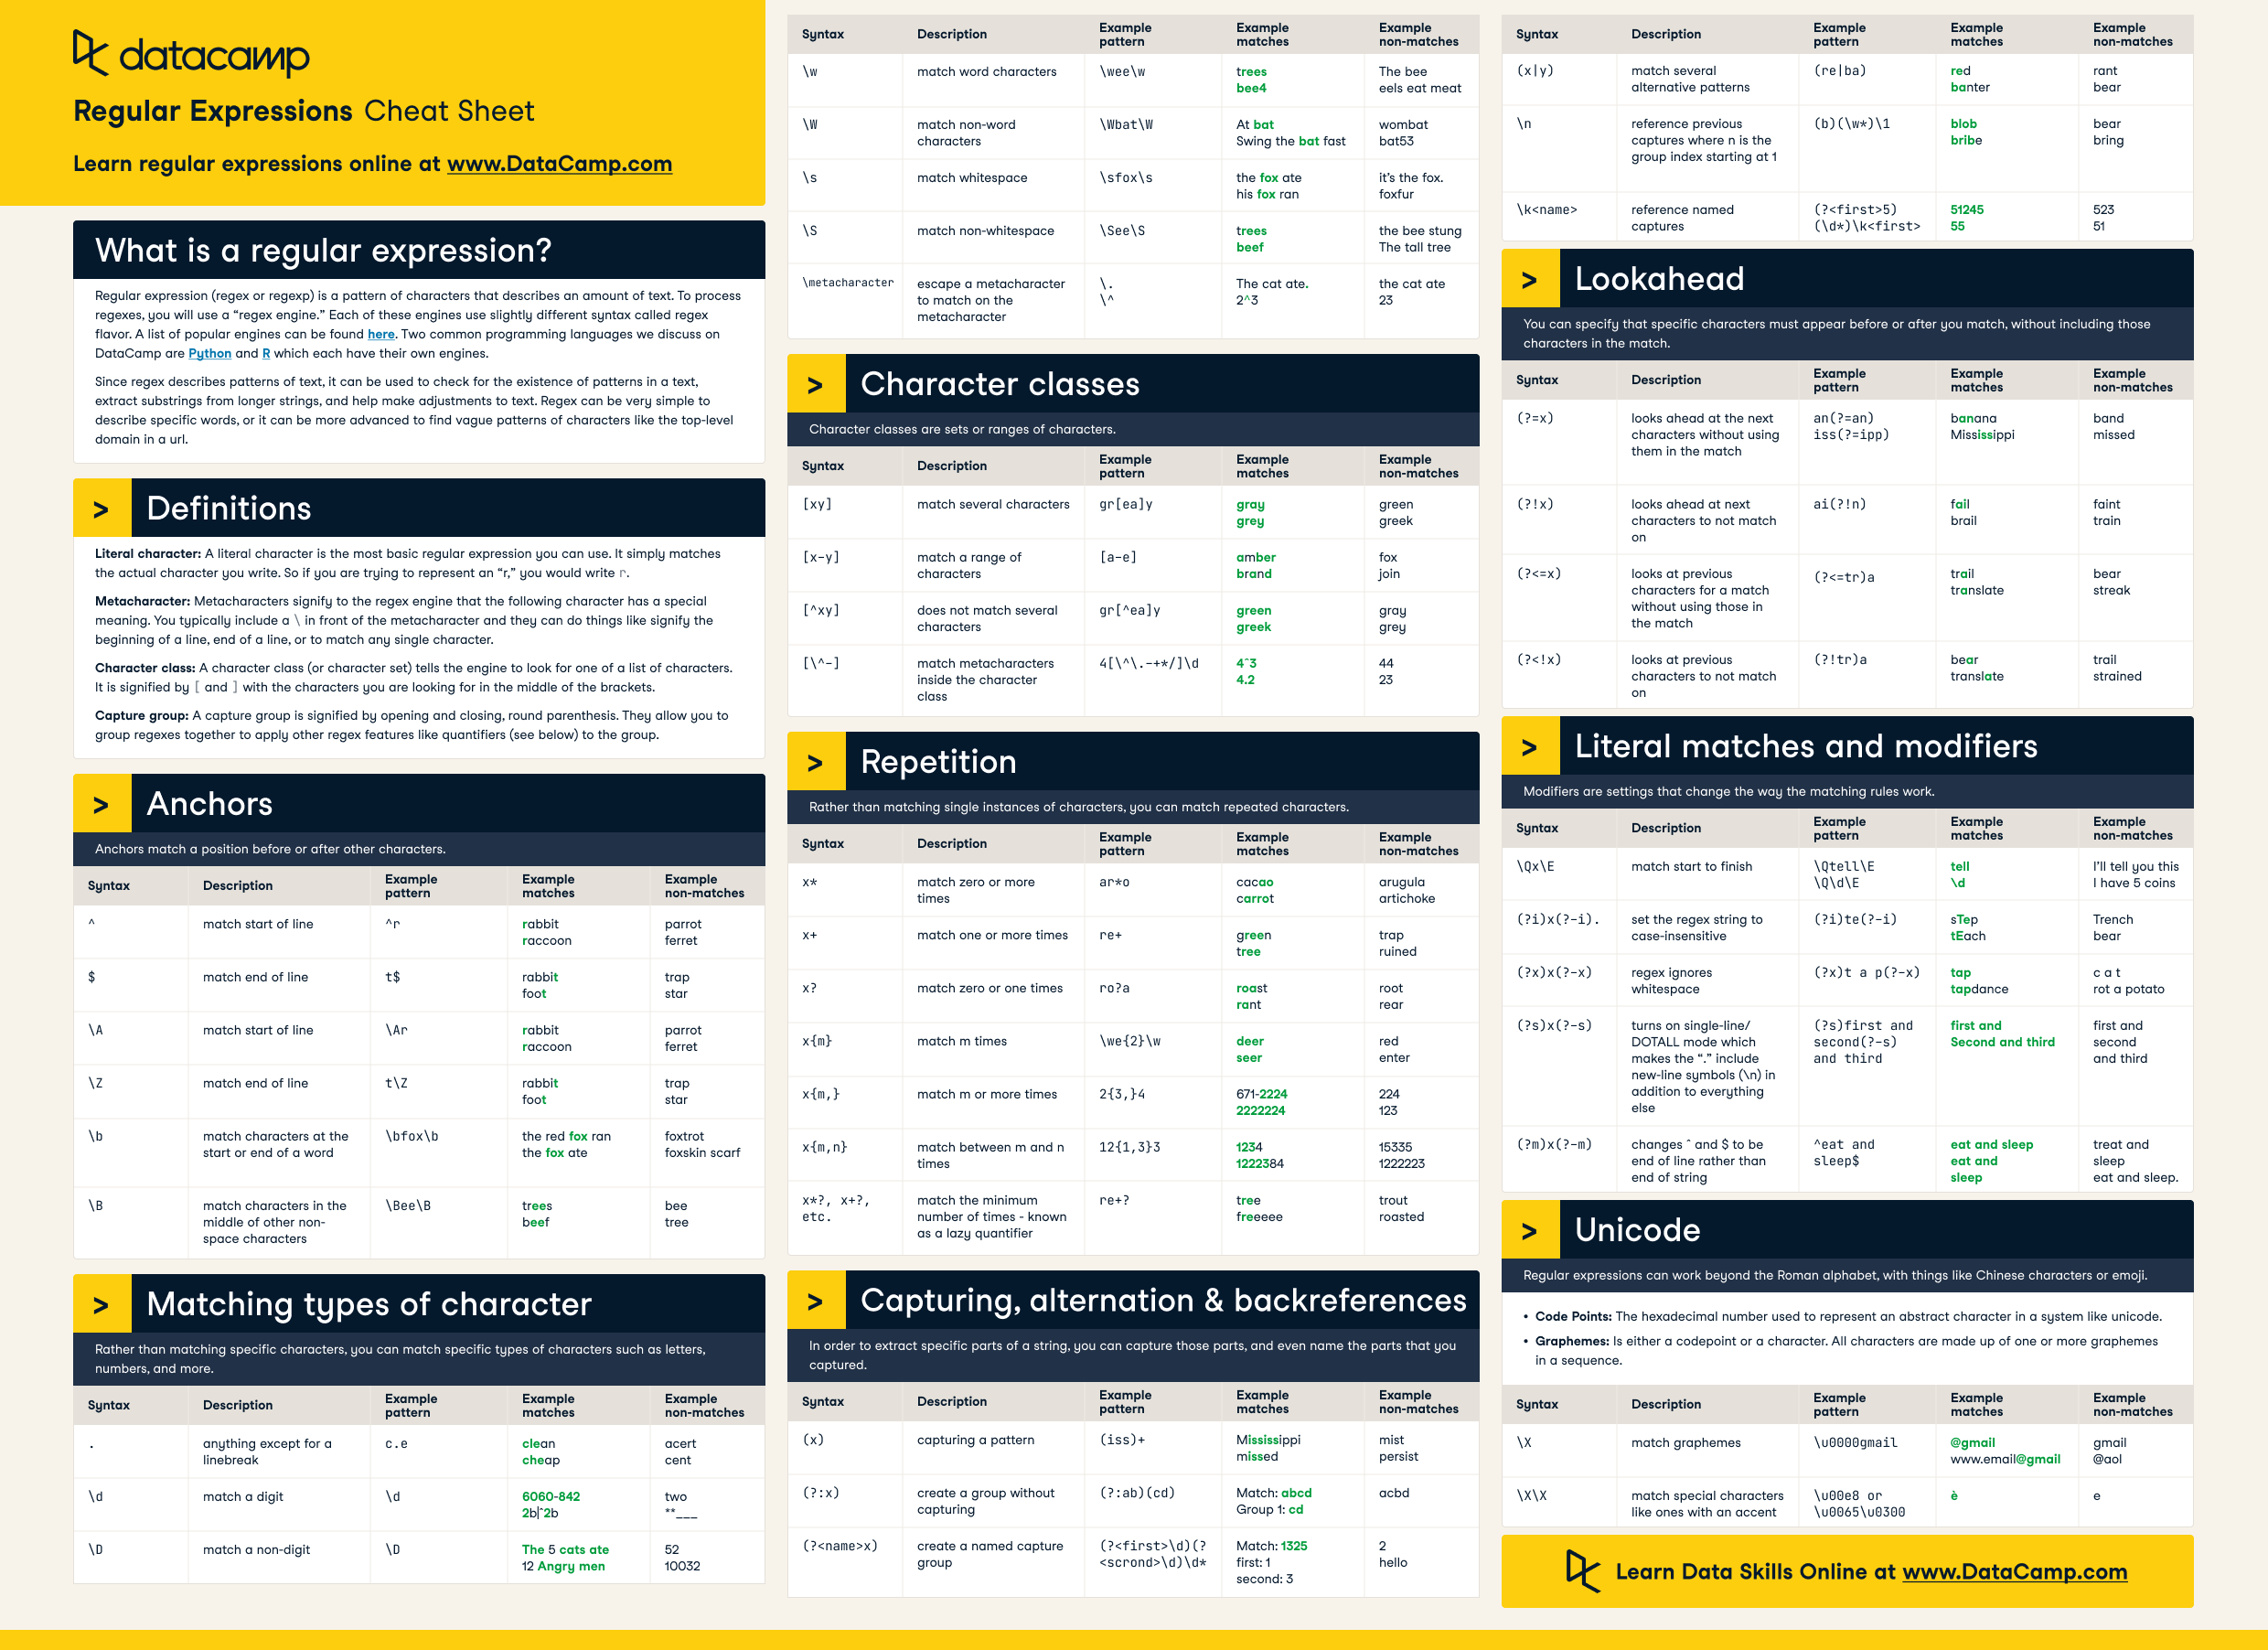 datacamp
Regular Expressions Cheat Sheet
Learn regular expressions online at www.DataCamp.com
What is a regular expression?
Regular expression (regex or regexp) is a pattern of characters that describes an amount of text. To process
regexes, you will use a “regex engine.” Each of these engines use slightly different syntax called regex
flavor. A list of popular engines can be found here. Two common programming languages we discuss on
DataCamp are Python and R which each have their own engines.
Since regex describes patterns of text, it can be used to check for the existence of patterns in a text,
extract substrings from longer strings, and help make adjustments to text. Regex can be very simple to
describe specific words, or it can be more advanced to find vague patterns of characters like the top-level
domain in a url.
> Definitions
Literal character: A literal character is the most basic regular expression you can use. It simply matches
the actual character you write. So if you are trying to represent an “r,” you would write r.
Metacharacter: Metacharacters signify to the regex engine that the following character has a special
meaning. You typically include a \ in front of the metacharacter and they can do things like signify the
beginning of a line, end of a line, or to match any single character.
Character class: A character class (or character set) tells the engine to look for one of a list of characters.
It is signified by [ and ] with the characters you are looking for in the middle of the brackets.
Capture group: A capture group is signified by opening and closing, round parenthesis. They allow you to
group regexes together to apply other regex features like quantifiers (see below) to the group.
> Anchors
Anchors match a position before or after other characters.
Syntax Description Example pattern Example matches Example non-matches
^ match start of line ^r rabbit parrot
raccoon ferret
$ match end of line t$ rabbit trap
foot star
\A match start of line \Ar rabbit parrot
raccoon ferret
\Z match end of line t\Z rabbit trap
foot star
\b match characters at the \bfox\b the red fox ran foxtrot
start or end of a word the fox ate foxskin scarf
\B match characters in the \Bee\B trees bee
middle of other non- beef tree
space characters
> Matching types of character
Rather than matching specific characters, you can match specific types of characters such as letters,
numbers, and more.
Syntax Description Example pattern Example matches Example non-matches
. anything except for a c.e clean acert
linebreak cheap cent
\d match a digit \d 6060-842 two
2b|^2b **___
\D match a non-digit \D The 5 cats ate 52
12 Angry men 10032
Syntax Description Example pattern Example matches Example non-matches
\w match word characters \wee\w trees The bee
bee4 eels eat meat
\W match non-word \Wbat\W At bat wombat
characters Swing the bat fast bat53
\s match whitespace \sfox\s the fox ate it’s the fox.
his fox ran foxfur
\S match non-whitespace \See\S trees the bee stung
beef The tall tree
\metacharacter escape a metacharacter \. The cat ate. the cat ate
to match on the \^ 2^3 23
metacharacter
> Character classes
Character classes are sets or ranges of characters.
Syntax Description Example pattern Example matches Example non-matches
[xy] match several characters gr[ea]y gray green
grey greek
[x-y] match a range of [a-e] amber fox
characters brand join
[^xy] does not match several gr[^ea]y green gray
characters greek grey
[\^-] match metacharacters 4[\^\.-+*/]\d 4^3 44
inside the character 4.2 23
class
> Repetition
Rather than matching single instances of characters, you can match repeated characters.
Syntax Description Example pattern Example matches Example non-matches
x* match zero or more ar*o cacao arugula
times carrot artichoke
x+ match one or more times re+ green trap
tree ruined
x? match zero or one times ro?a roast root
rant rear
x{m} match m times \we{2}\w deer red
seer enter
x{m,} match m or more times 2{3,}4 671-2224 224
2222224 123
x{m,n} match between m and n 12{1,3}3 1234 15335
times 1222384 1222223
x*?, x+?, match the minimum re+? tree trout
etc. number of times - known freeeee roasted
as a lazy quantifier
> Capturing, alternation & backreferences
In order to extract specific parts of a string, you can capture those parts, and even name the parts that you
captured.
Syntax Description Example pattern Example matches Example non-matches
(x) capturing a pattern (iss)+ Mississippi mist
missed persist
(?:x) create a group without (?:ab)(cd) Match: abcd acbd
capturing Group 1: cd
(?<name>x) create a named capture (?<first>\d)(? Match: 1325 2
group <scrond>\d)\d* first: 1 hello
second: 3
Syntax Description Example pattern Example matches Example non-matches
(x|y) match several (re|ba) red rant
alternative patterns banter bear
\n reference previous (b)(\w*)\1 blob bear
captures where n is the bribe bring
group index starting at 1
\k<name> reference named (?<first>5) 51245 523
captures (\d*)\k<first> 55 51
> Lookahead
You can specify that specific characters must appear before or after you match, without including those
characters in the match.
Syntax Description Example pattern Example matches Example non-matches
(?=x) looks ahead at the next an(?=an) banana band
characters without using iss(?=ipp) Mississippi missed
them in the match
(?!x) looks ahead at next ai(?!n) fail faint
characters to not match brail train
on
(?<=x) looks at previous (?<=tr)a trail bear
characters for a match translate streak
without using those in
the match
(?<!x) looks at previous (?!tr)a bear trail
characters to not match translate strained
on
> Literal matches and modifiers
Modifiers are settings that change the way the matching rules work.
Syntax Description Example pattern Example matches Example non-matches
\Qx\E match start to finish \Qtell\E tell I’ll tell you this
\Q\d\E \d I have 5 coins
(?i)x(?-i). set the regex string to (?i)te(?-i) sTep Trench
case-insensitive tEach bear
(?x)x(?-x) regex ignores (?x)t a p(?-x) tap c a t
whitespace tapdance rot a potato
(?s)x(?-s) turns on single-line/ (?s)first and first and first and
DOTALL mode which second(?-s) Second and third second
makes the “.” include and third and third
new-line symbols (\n) in
addition to everything
else
(?m)x(?-m) changes ^ and $ to be ^eat and eat and sleep treat and
end of line rather than sleep$ eat and sleep
end of string sleep eat and sleep.
> Unicode
Regular expressions can work beyond the Roman alphabet, with things like Chinese characters or emoji.
• Code Points: The hexadecimal number used to represent an abstract character in a system like unicode.
• Graphemes: Is either a codepoint or a character. All characters are made up of one or more graphemes
in a sequence.
Syntax Description Example pattern Example matches Example non-matches
\X match graphemes \u0000gmail @gmail gmail
www.email@gmail @aol
\X\X match special characters \u00e8 or è e
like ones with an accent \u0065\u0300
Learn Data Skills Online at www.DataCamp.com